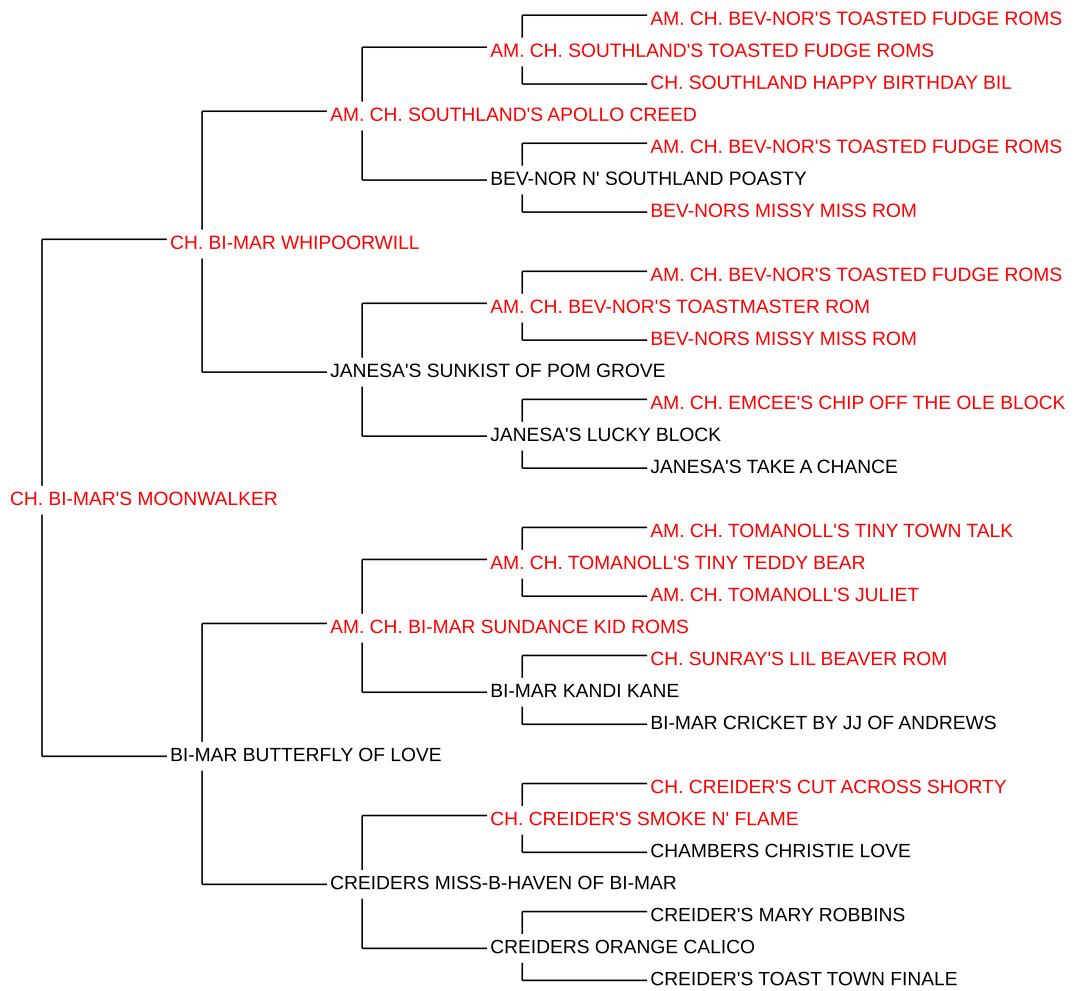 AM. CH. BEV-NOR'S TOASTED FUDGE ROMS
AM. CH. SOUTHLAND'S TOASTED FUDGE ROMS
CH. SOUTHLAND HAPPY BIRTHDAY BIL
AM. CH. SOUTHLAND'S APOLLO CREED
AM. CH. BEV-NOR'S TOASTED FUDGE ROMS
BEV-NOR N' SOUTHLAND POASTY
BEV-NORS MISSY MISS ROM
CH. BI-MAR WHIPOORWILL
AM. CH. BEV-NOR'S TOASTED FUDGE ROMS
AM. CH. BEV-NOR'S TOASTMASTER ROM
BEV-NORS MISSY MISS ROM
JANESA'S SUNKIST OF POM GROVE
AM. CH. EMCEE'S CHIP OFF THE OLE BLOCK
JANESA'S LUCKY BLOCK
JANESA'S TAKE A CHANCE
CH. BI-MAR'S MOONWALKER
AM. CH. TOMANOLL'S TINY TOWN TALK
AM. CH. TOMANOLL'S TINY TEDDY BEAR
AM. CH. TOMANOLL'S JULIET
AM. CH. BI-MAR SUNDANCE KID ROMS
CH. SUNRAY'S LIL BEAVER ROM
BI-MAR KANDI KANE
BI-MAR CRICKET BY JJ OF ANDREWS
BI-MAR BUTTERFLY OF LOVE
CH. CREIDER'S CUT ACROSS SHORTY
CH. CREIDER'S SMOKE N' FLAME
CHAMBERS CHRISTIE LOVE
CREIDERS MISS-B-HAVEN OF BI-MAR
CREIDER'S MARY ROBBINS
CREIDERS ORANGE CALICO
CREIDER'S TOAST TOWN FINALE